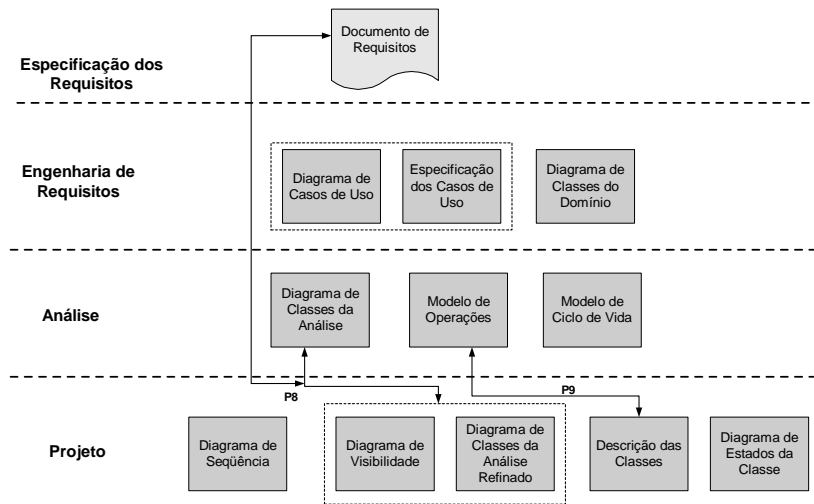 Documento de
Requisitos
Especificação dos
Requisitos
Engenharia de
Requisitos
Diagrama de
Casos de Uso
Especificação
dos Casos de
Uso
Diagrama de
Classes do
Domínio
Análise
Diagrama de
Classes da
Análise
Modelo de
Operações
Modelo de
Ciclo de Vida
P8
P9
Projeto
Diagrama de
Seqüência
Diagrama de
Visibilidade
Diagrama de
Classes da
Análise
Refinado
Descrição das
Classes
Diagrama de
Estados da
Classe